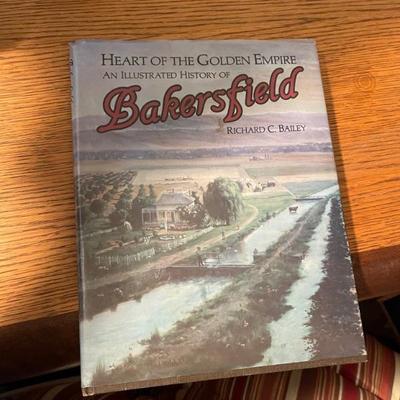 HEART OF THE GOLDEN EMPIRE
AN ILLUSTRATED HISTORY OF
Bakersfield
RICHARD C. BAILEY